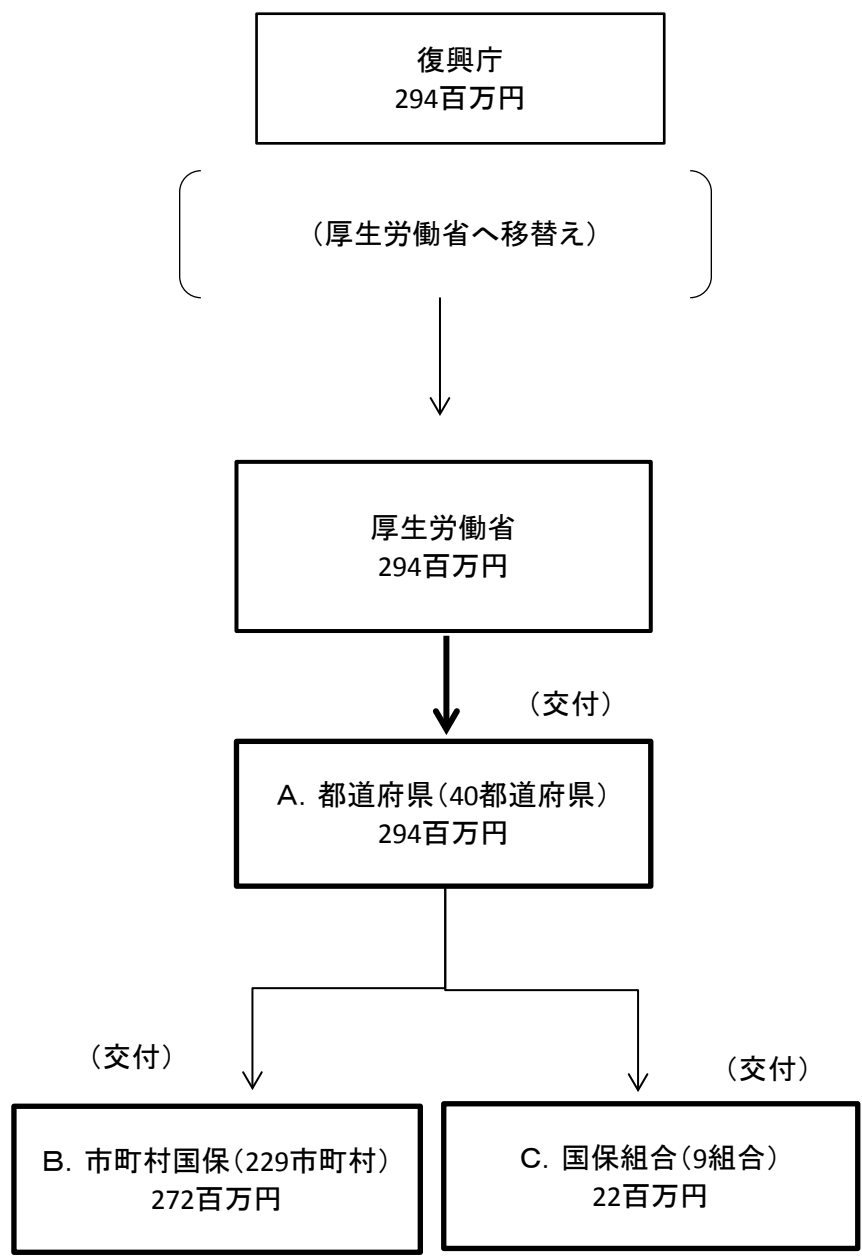 復興庁
294百万円
（厚生労働省へ移替え）
厚生労働省
294百万円
（交付）
A．都道府県（40都道府県）
294百万円
（交付）
（交付）
B．市町村国保（229市町村）
272百万円
C．国保組合（9組合）
22百万円